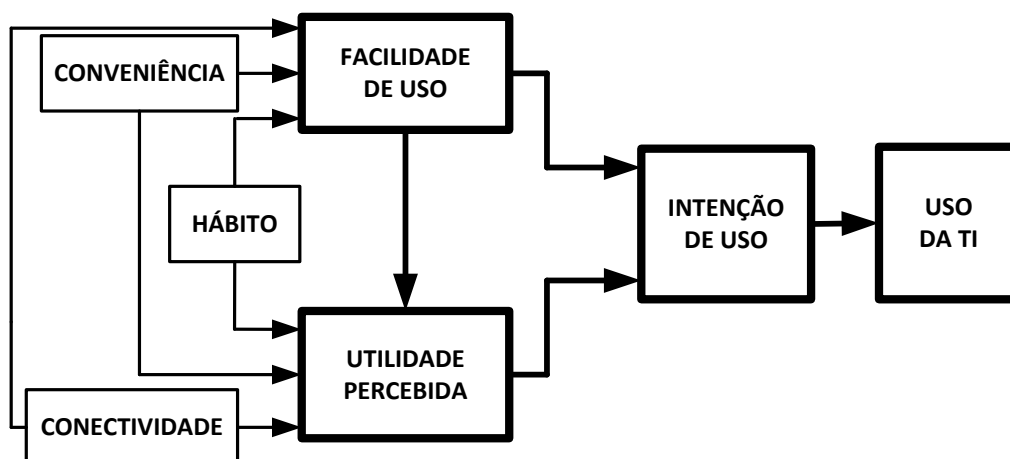 FACILIDADE
DE USO
CONVENIÊNCIA
HÁBITO
INTENÇÃO
DE USO
USO
DA TI
UTILIDADE
PERCEBIDA
CONECTIVIDADE